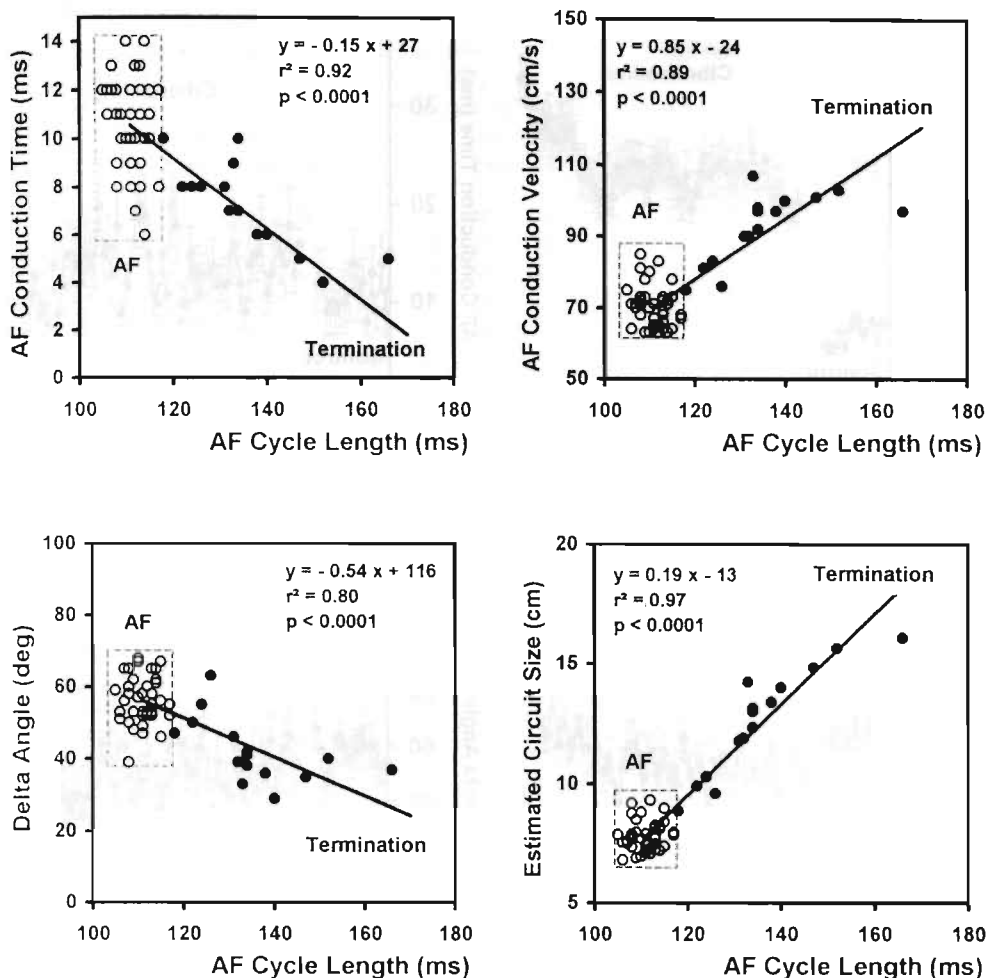 AF Conduction Time (ms)
14
12
10
8
6
4
2
0
y = - 0.15 x + 27
r² = 0.92
p < 0.0001
AF
Termination
100 120 140 160 180
AF Cycle Length (ms)
AF Conduction Velocity (cm/s)
150
130
110
90
70
50
y = 0.85 x - 24
r² = 0.89
p < 0.0001
Termination
AF
100 120 140 160 180
AF Cycle Length (ms)
Delta Angle (deg)
100
80
60
40
20
0
y = - 0.54 x + 116
r² = 0.80
p < 0.0001
AF
Termination
100 120 140 160 180
AF Cycle Length (ms)
Estimated Circuit Size (cm)
20
15
10
5
y = 0.19 x - 13
r² = 0.97
p < 0.0001
Termination
AF
100 120 140 160 180
AF Cycle Length (ms)